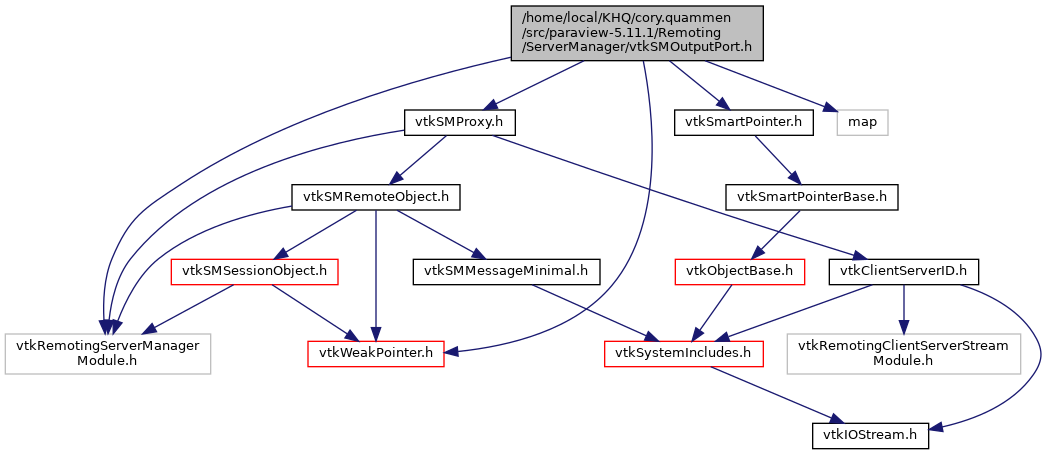 /home/local/KHQ/cory.quammen
/src/paraview-5.11.1/Remoting
/ServerManager/vtkSMOutputPort.h
vtkSMProxy.h
vtkSmartPointer.h
map
vtkSMRemoteObject.h
vtkSmartPointerBase.h
vtkSMSessionObject.h
vtkSMMessageMinimal.h
vtkObjectBase.h
vtkClientServerID.h
vtkRemotingServerManager
Module.h
vtkWeakPointer.h
vtkSystemIncludes.h
vtkRemotingClientServerStream
Module.h
vtkIOStream.h